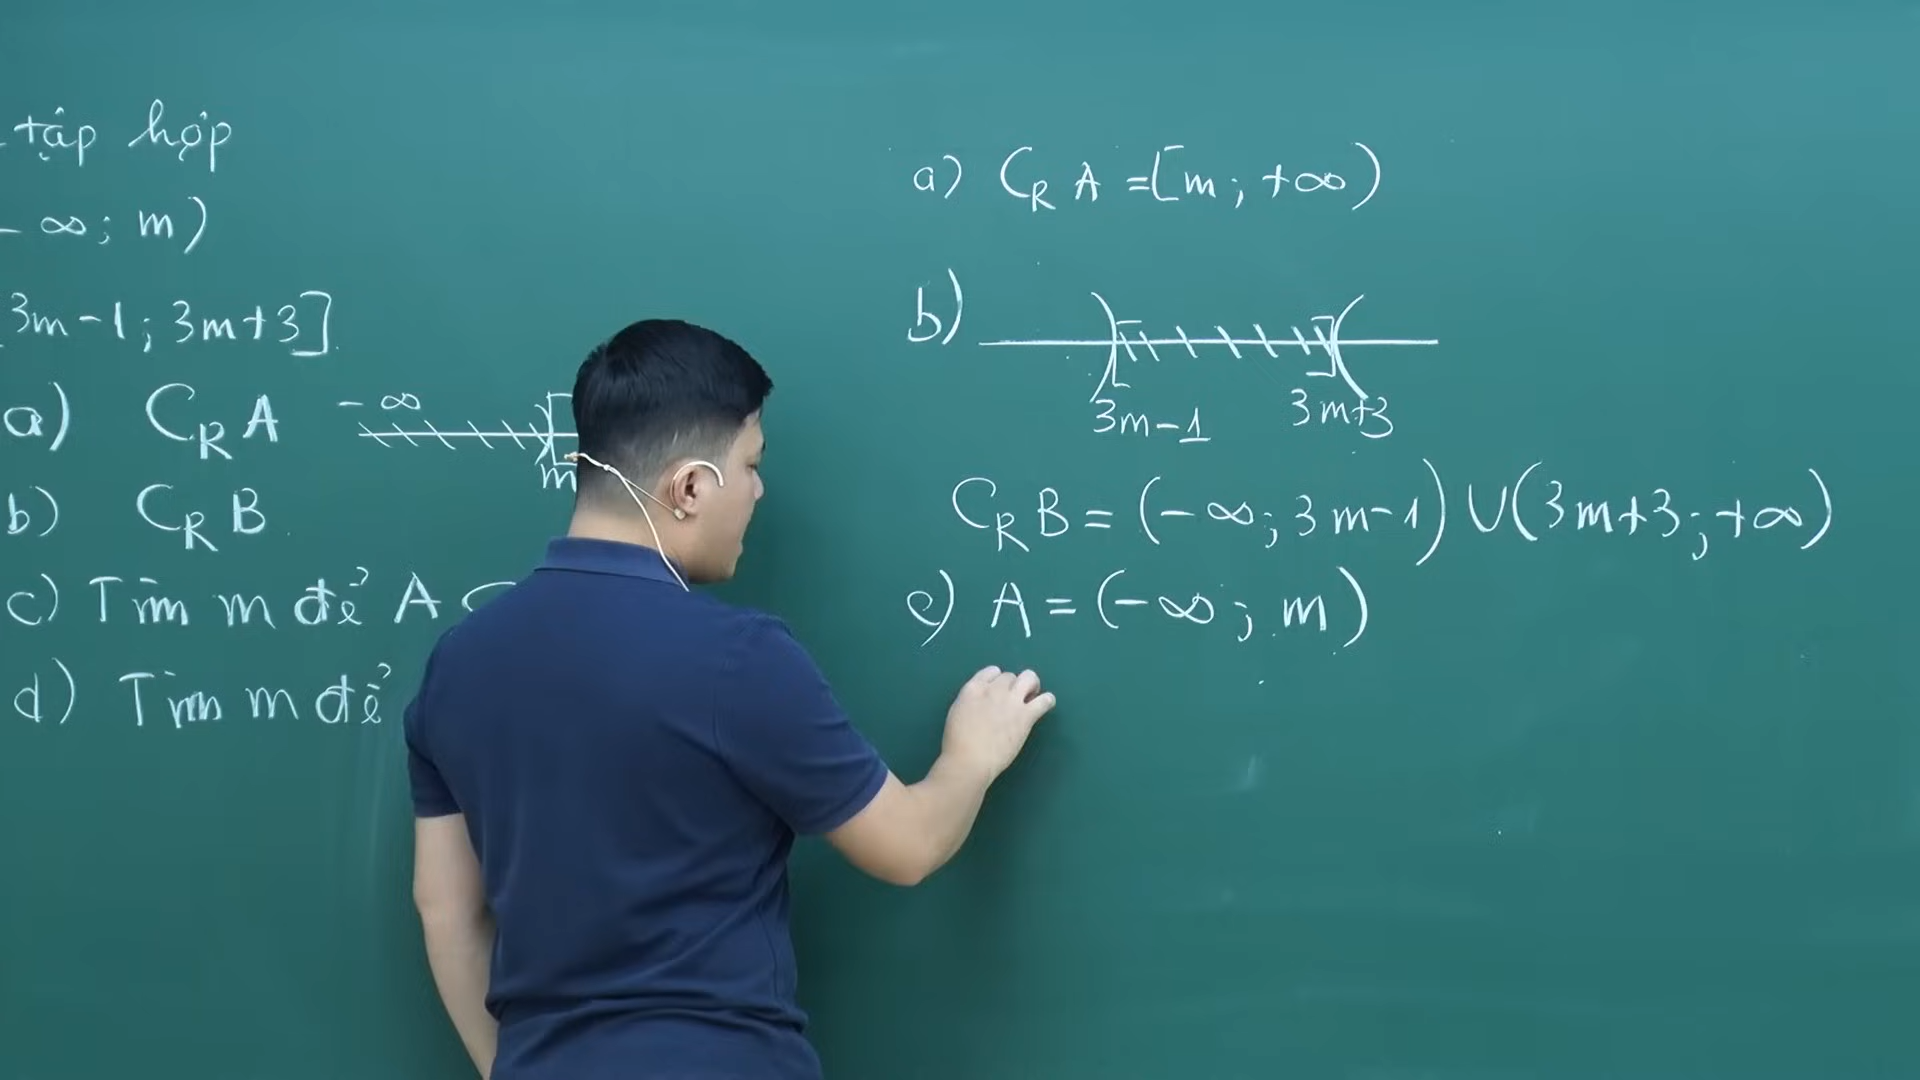 tập hợp
- ∞; m)
[3m-1; 3m+3]
a) C_R A
- ∞
m
b) C_R B
c) Tìm m để A ⊂
d) Tìm m để
a) C_R A = [m; +∞)
b)
3m-1 3m+3
C_R B = (-∞; 3m-1) ∪ (3m+3; +∞)
c) A = (-∞; m)